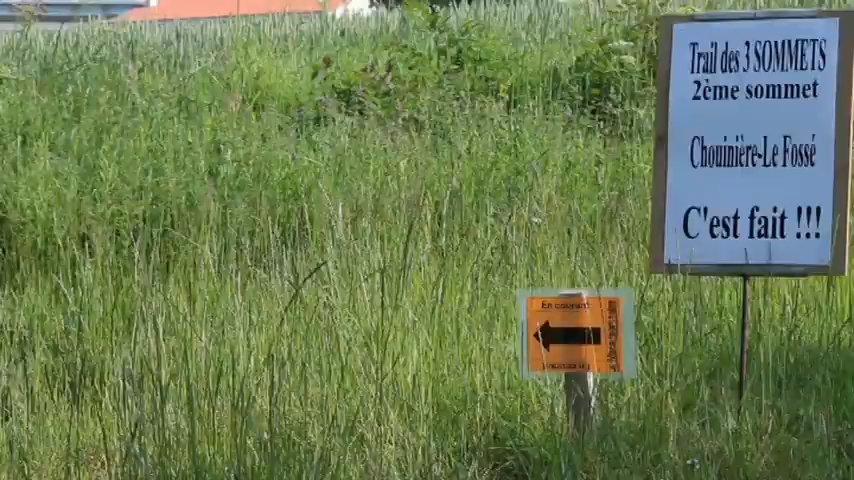 Trail des 3 SOMMETS
2ème sommet
Chouinière-Le Fossé
C'est fait !!!
En courant